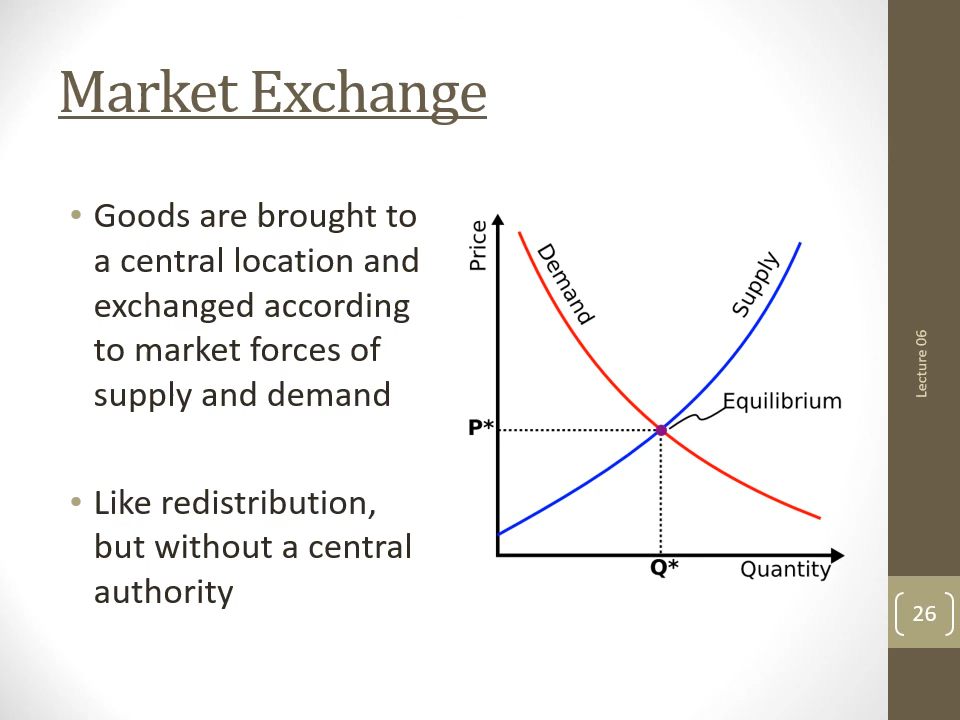 Market Exchange
• Goods are brought to
a central location and
exchanged according
to market forces of
supply and demand
• Like redistribution,
but without a central
authority
Price
Demand
Supply
Equilibrium
P*
Q*
Quantity
Lecture 06
26